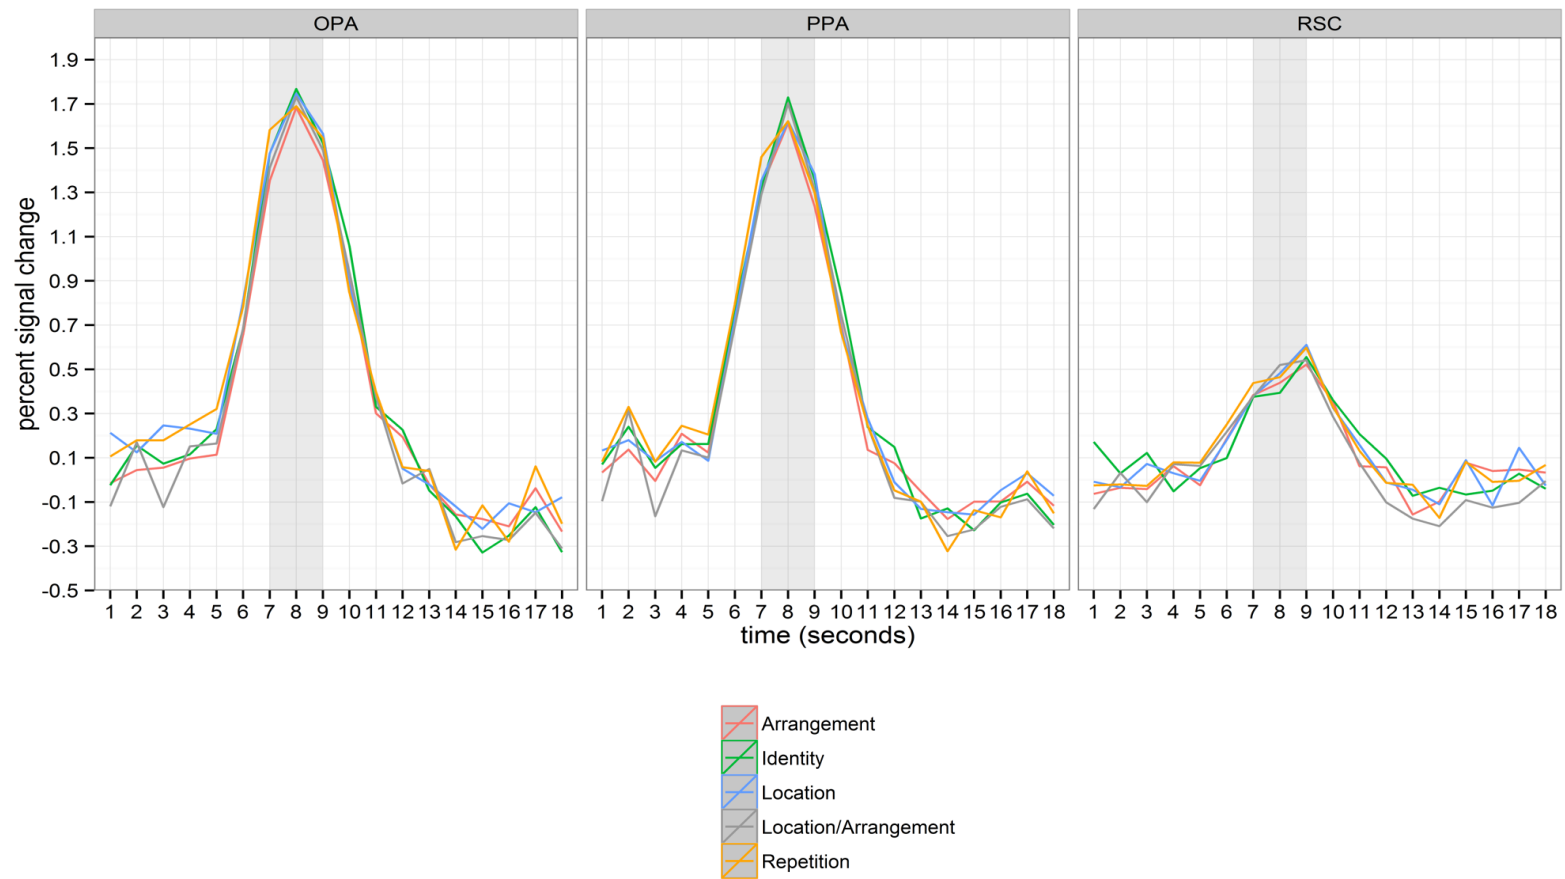 OPA PPA RSC
percent signal change
1.9
1.7
1.5
1.3
1.1
0.9
0.7
0.5
0.3
0.1
-0.1
-0.3
-0.5
1 2 3 4 5 6 7 8 9 10 11 12 13 14 15 16 17 18 1 2 3 4 5 6 7 8 9 10 11 12 13 14 15 16 17 18 1 2 3 4 5 6 7 8 9 10 11 12 13 14 15 16 17 18
time (seconds)
Arrangement
Identity
Location
Location/Arrangement
Repetition